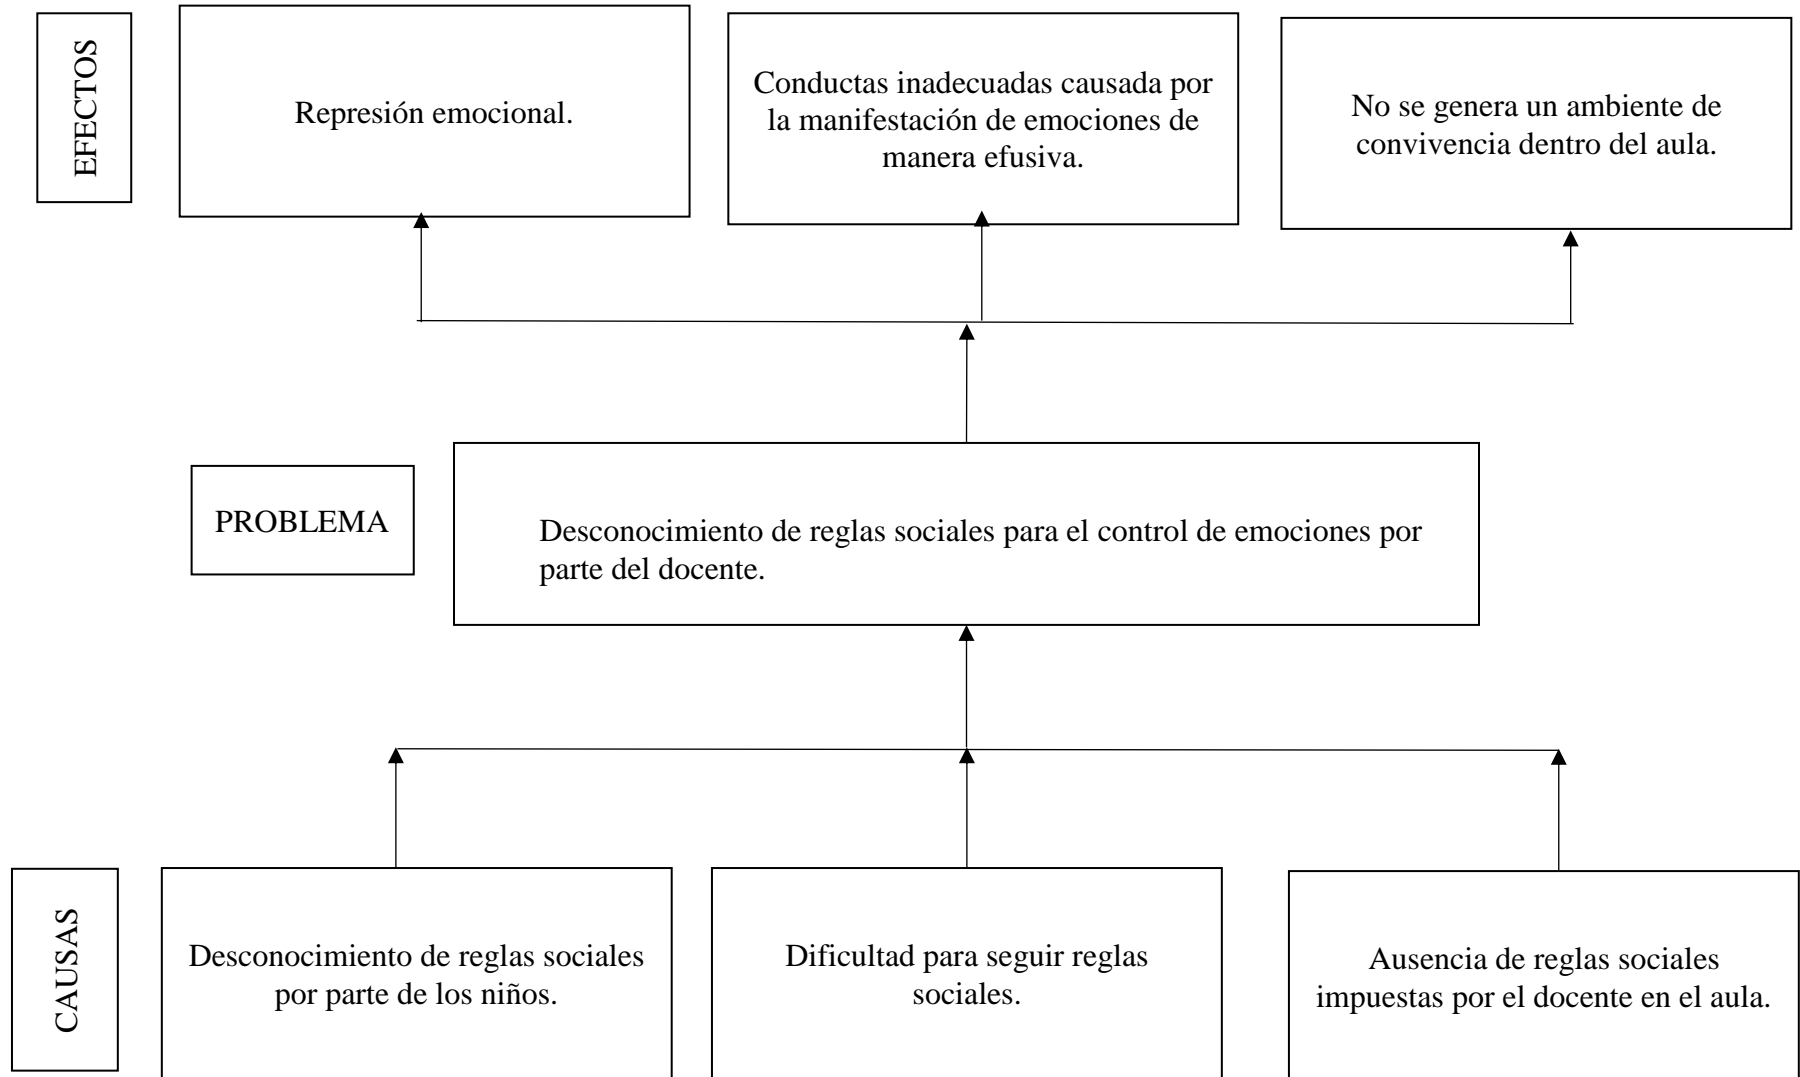 EFECTOS
Represión emocional.
Conductas inadecuadas causada por
la manifestación de emociones de
manera efusiva.
No se genera un ambiente de
convivencia dentro del aula.
PROBLEMA
Desconocimiento de reglas sociales para el control de emociones por
parte del docente.
CAUSAS
Desconocimiento de reglas sociales
por parte de los niños.
Dificultad para seguir reglas
sociales.
Ausencia de reglas sociales
impuestas por el docente en el aula.